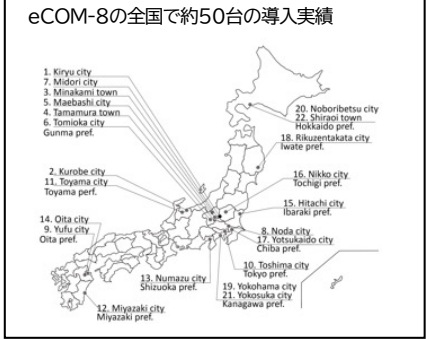 eCOM-8の全国で約50台の導入実績
1. Kiryu city
7. Midori city
3. Minakami town
5. Maebashi city
4. Tamamura town
6. Tomioka city
Gunma pref.
20. Noboribetsu city
22. Shiraoi town
Hokkaido pref.
18. Rikuzentakata city
Iwate pref.
2. Kurobe city
11. Toyama city
Toyama perf.
16. Nikko city
Tochigi pref.
15. Hitachi city
Ibaraki pref.
14. Oita city
9. Yufu city
Oita pref.
8. Noda city
17. Yotsukaido city
Chiba pref.
13. Numazu city
Shizuoka pref.
10. Toshima city
Tokyo pref.
19. Yokohama city
21. Yokosuka city
Kanagawa pref.
12. Miyazaki city
Miyazaki pref.